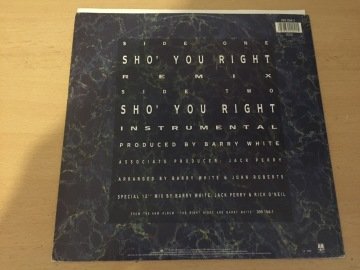 SIDE ONE
SHO' YOU RIGHT
REMIX
SIDE TWO
SHO' YOU RIGHT
INSTRUMENTAL
PRODUCED BY BARRY WHITE
ASSOCIATE PRODUCER: JACK PERRY
ARRANGED BY BARRY WHITE & JOHN ROBERTS
SPECIAL 12" MIX BY BARRY WHITE, JACK PERRY & RICK O'NEIL
FROM THE NEW ALBUM "THE RIGHT NIGHT AND BARRY WHITE"